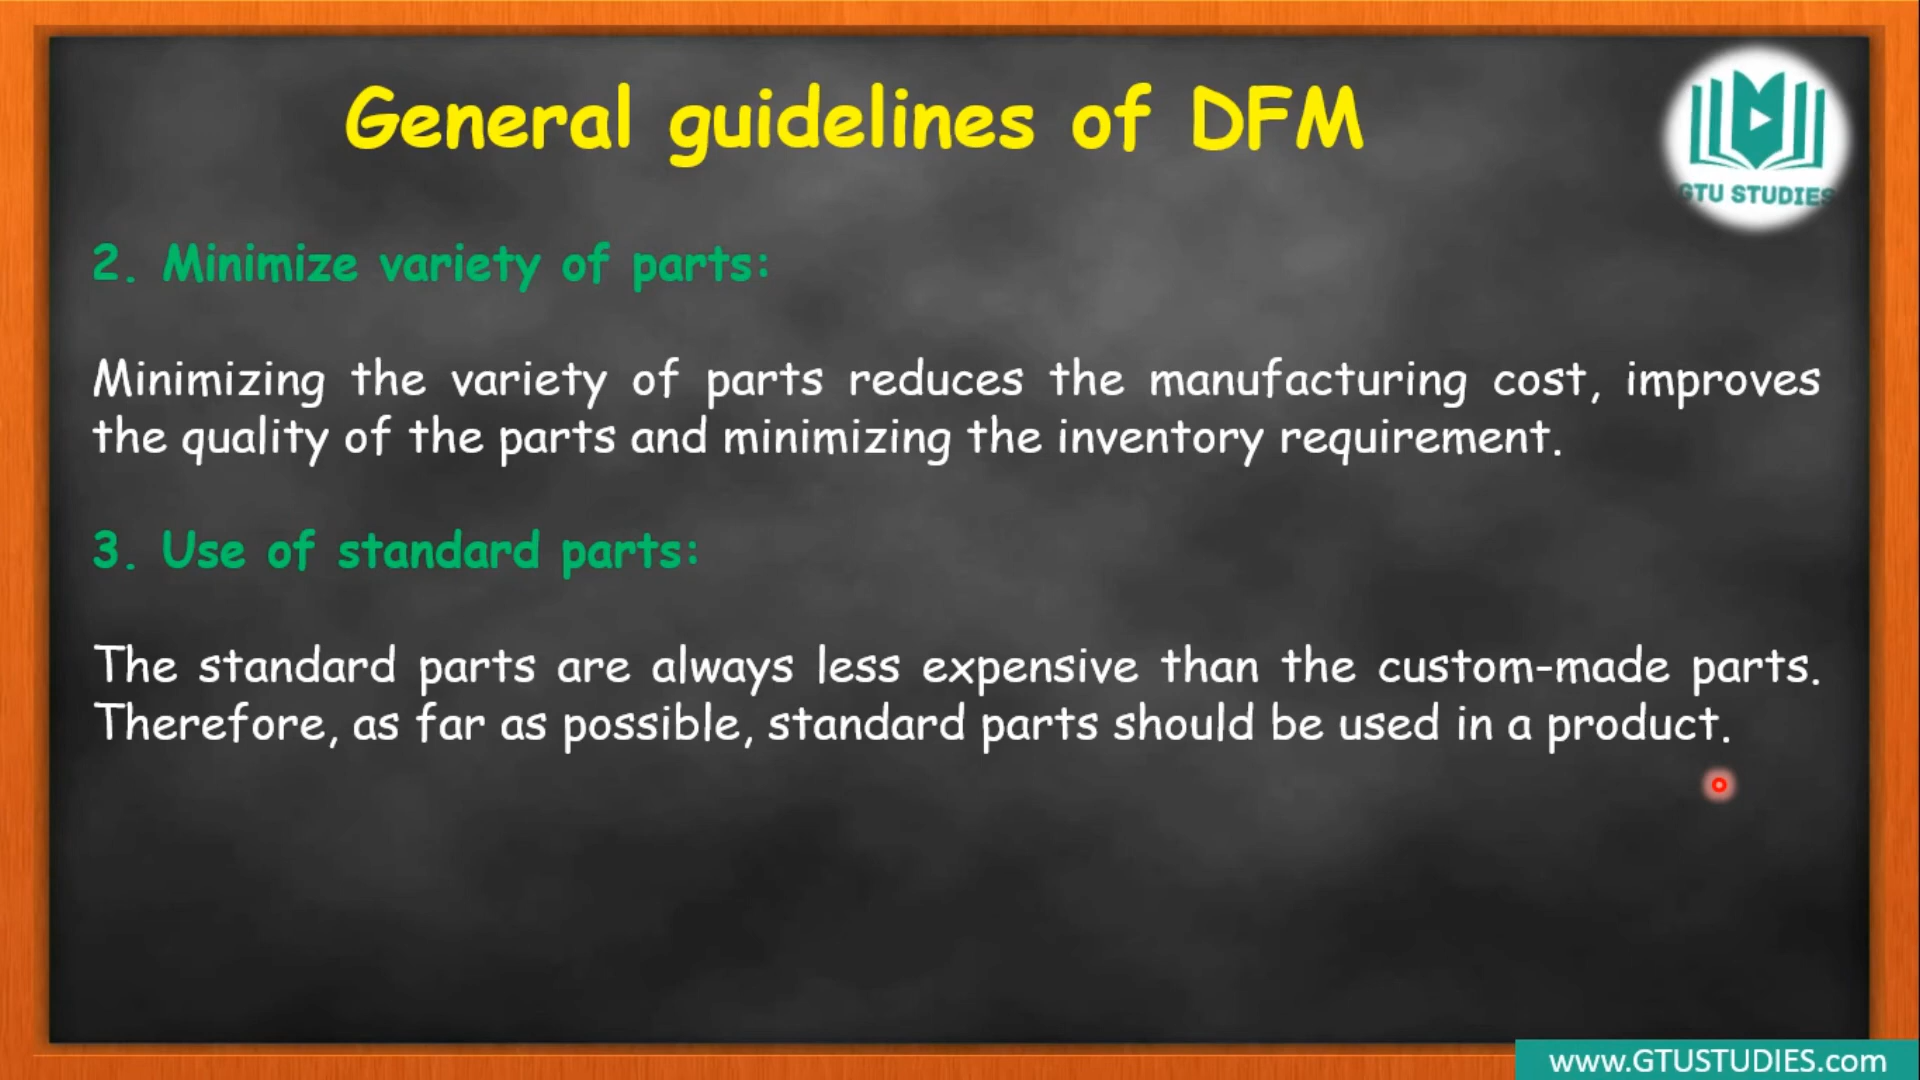 General guidelines of DFM
GTU STUDIES
2. Minimize variety of parts:
Minimizing the variety of parts reduces the manufacturing cost, improves
the quality of the parts and minimizing the inventory requirement.
3. Use of standard parts:
The standard parts are always less expensive than the custom-made parts.
Therefore, as far as possible, standard parts should be used in a product.
www.GTUSTUDIES.com